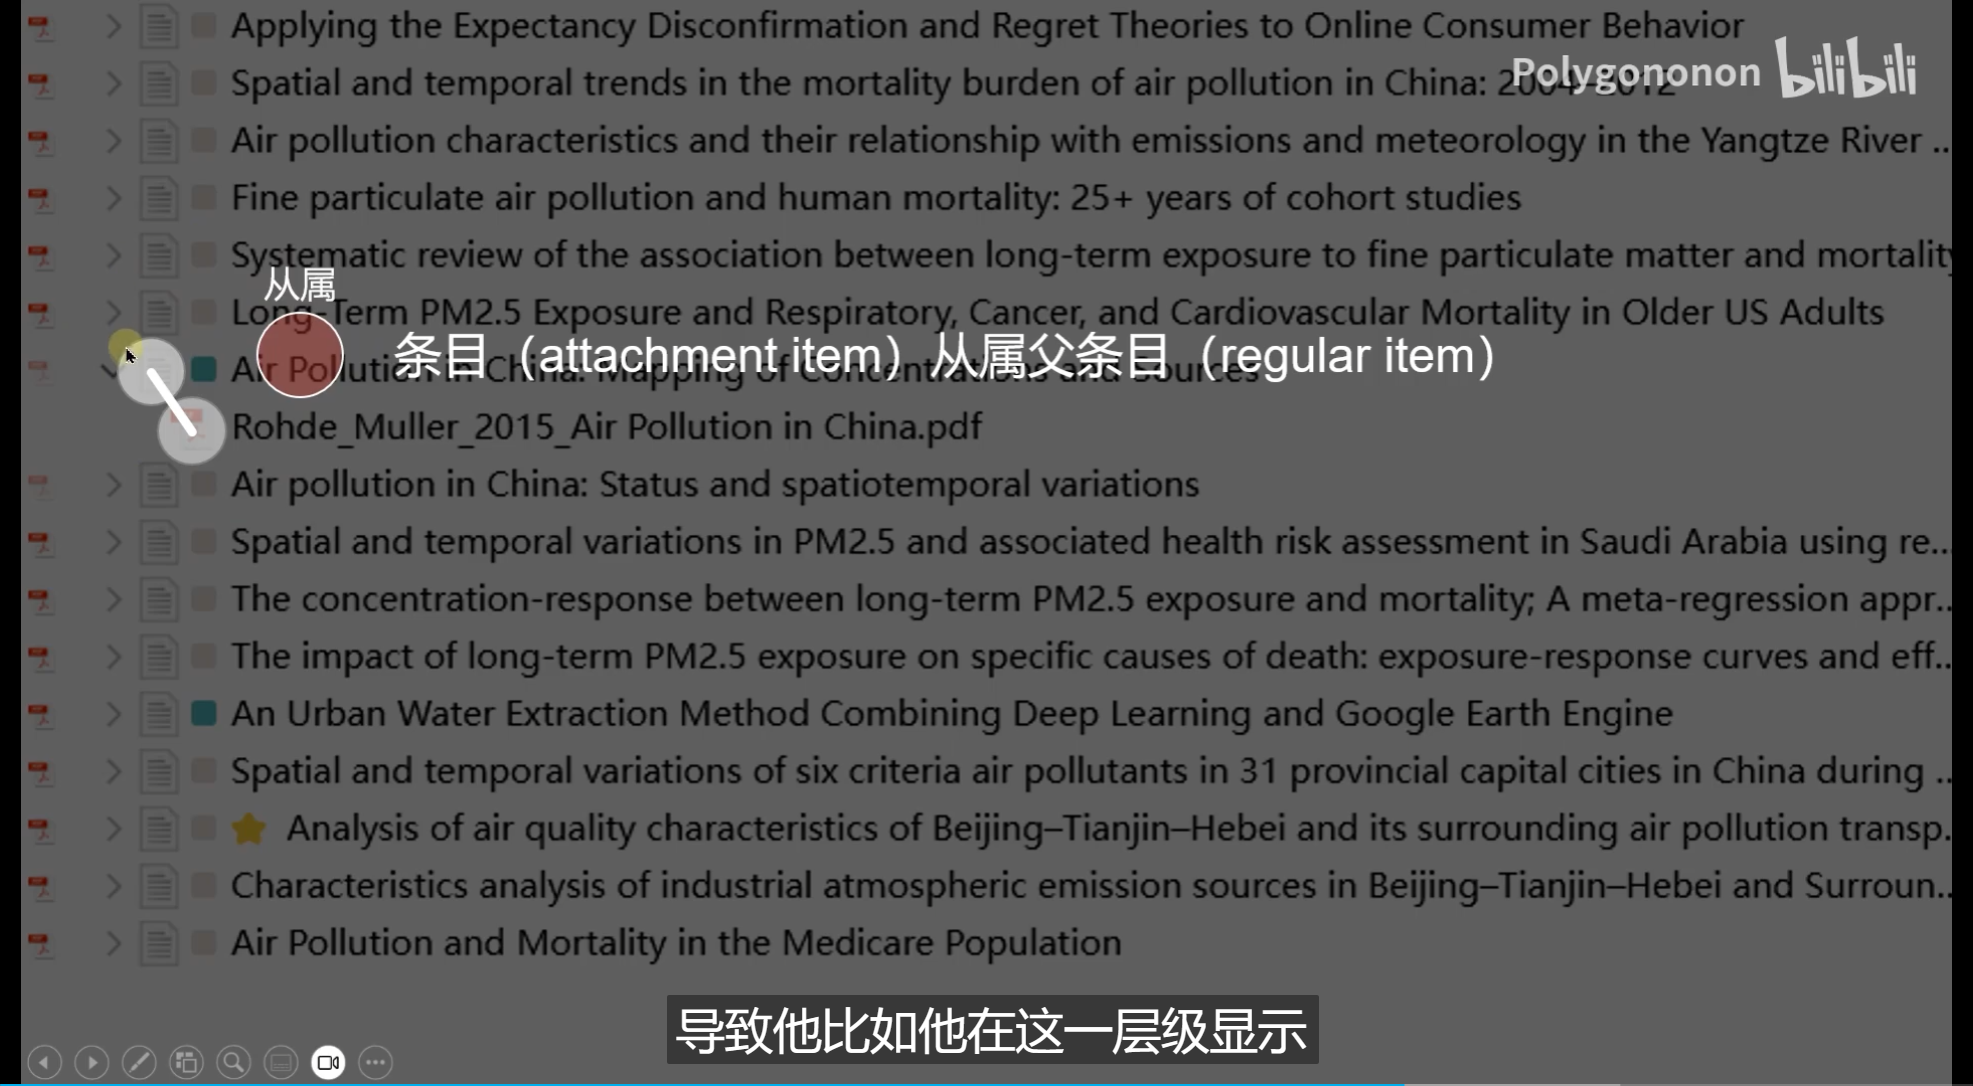 Applying the Expectancy Disconfirmation and Regret Theories to Online Consumer Behavior
Polygononon bilibili
Spatial and temporal trends in the mortality burden of air pollution in China: 2004–2012
Air pollution characteristics and their relationship with emissions and meteorology in the Yangtze River ...
Fine particulate air pollution and human mortality: 25+ years of cohort studies
Systematic review of the association between long-term exposure to fine particulate matter and mortality
从属
Long-Term PM2.5 Exposure and Respiratory, Cancer, and Cardiovascular Mortality in Older US Adults
条目（attachment item）从属父条目（regular item）
Air Pollution in China: Mapping of Concentrations and Sources
Rohde_Muller_2015_Air Pollution in China.pdf
Air pollution in China: Status and spatiotemporal variations
Spatial and temporal variations in PM2.5 and associated health risk assessment in Saudi Arabia using re...
The concentration-response between long-term PM2.5 exposure and mortality; A meta-regression appr...
The impact of long-term PM2.5 exposure on specific causes of death: exposure-response curves and eff...
An Urban Water Extraction Method Combining Deep Learning and Google Earth Engine
Spatial and temporal variations of six criteria air pollutants in 31 provincial capital cities in China during ...
Analysis of air quality characteristics of Beijing–Tianjin–Hebei and its surrounding air pollution transp...
Characteristics analysis of industrial atmospheric emission sources in Beijing–Tianjin–Hebei and Surroun...
Air Pollution and Mortality in the Medicare Population
导致他比如他在这一层级显示